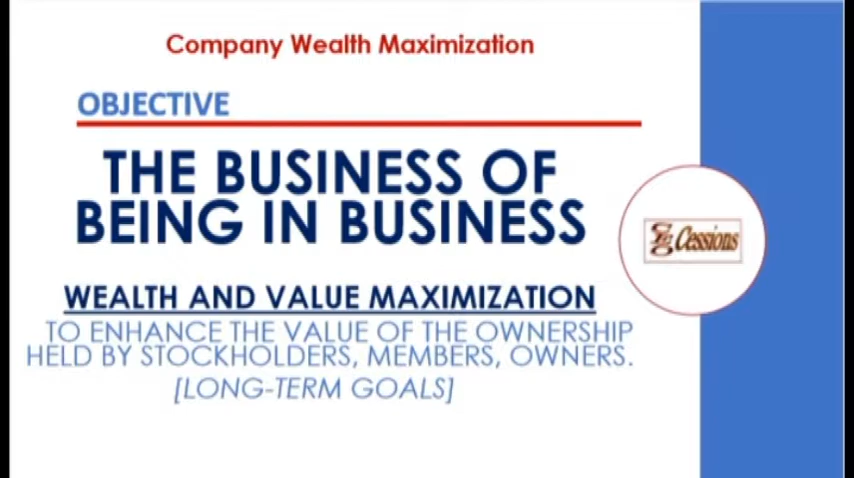 Company Wealth Maximization
OBJECTIVE
THE BUSINESS OF
BEING IN BUSINESS
Cessions
WEALTH AND VALUE MAXIMIZATION
TO ENHANCE THE VALUE OF THE OWNERSHIP
HELD BY STOCKHOLDERS, MEMBERS, OWNERS.
[LONG-TERM GOALS]